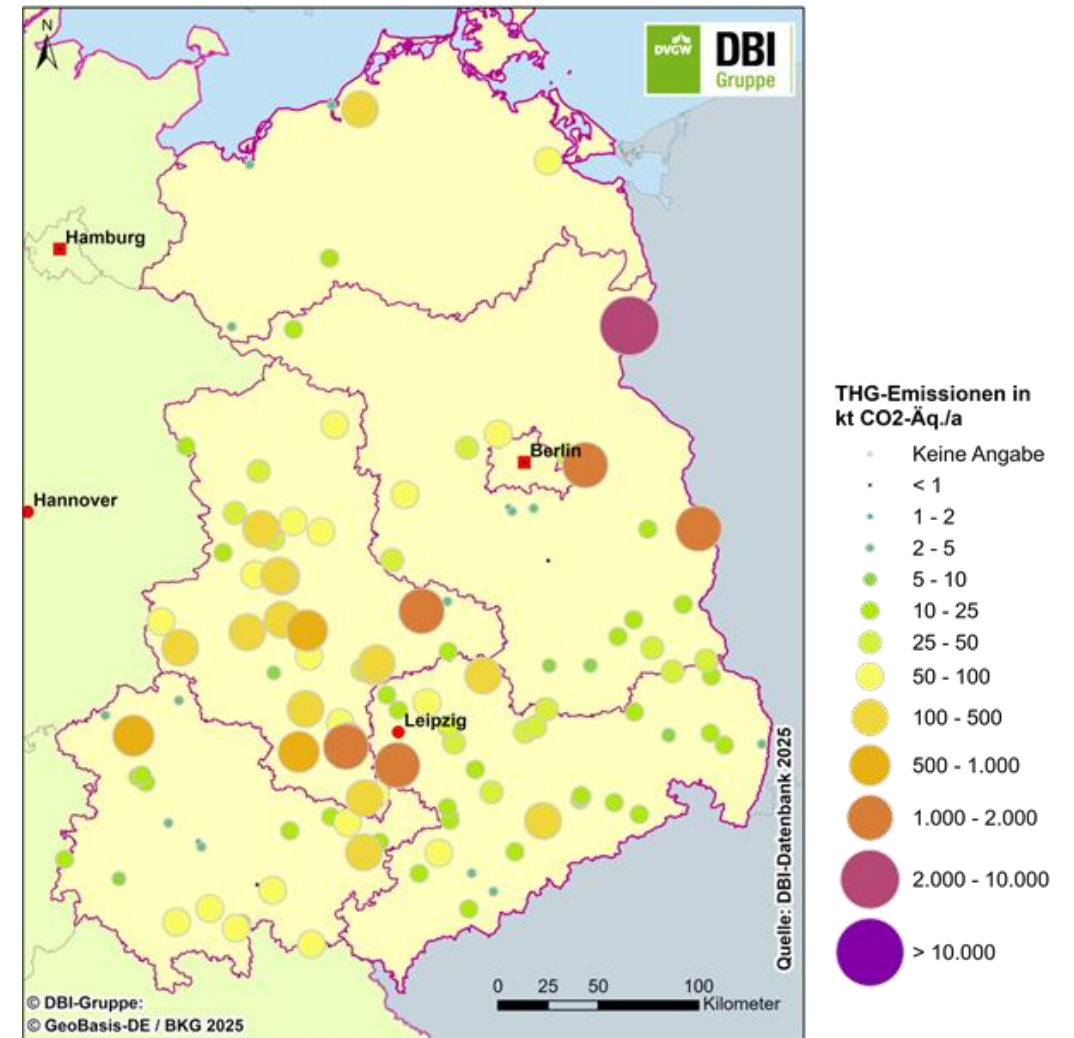 N
DVGW
DBI
Gruppe
Hamburg
Berlin
Hannover
Leipzig
THG-Emissionen in
kt CO2-Äq./a
Keine Angabe
< 1
1 - 2
2 - 5
5 - 10
10 - 25
25 - 50
50 - 100
100 - 500
500 - 1.000
1.000 - 2.000
2.000 - 10.000
> 10.000
Quelle: DBI-Datenbank 2025
0 25 50 100
Kilometer
© DBI-Gruppe:
© GeoBasis-DE / BKG 2025